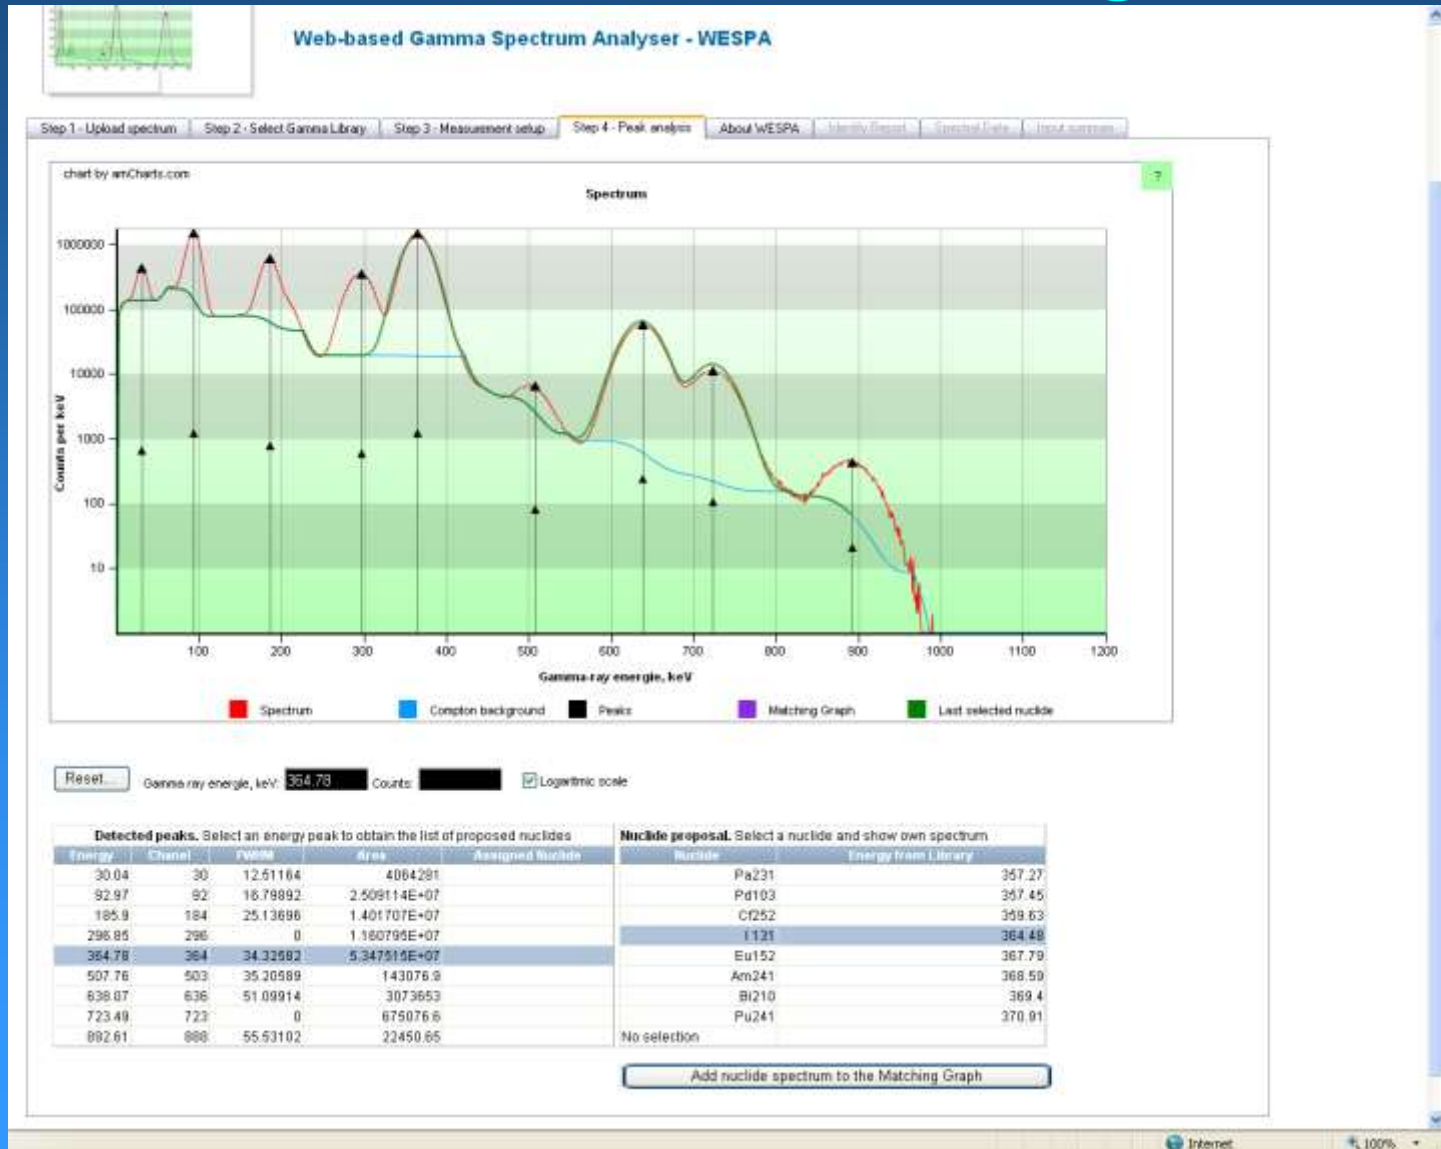 Web-based Gamma Spectrum Analyser - WESPA
Step 1 - Upload spectrum Step 2 - Select Gamma Library Step 3 - Measurement setup Step 4 - Peak analysis About WESPA Identify Report Spectral Data Input summary
chart by amCharts.com
?
Spectrum
1000000
100000
10000
1000
100
10
Counts per keV
100 200 300 400 500 600 700 800 900 1000 1100 1200
Gamma-ray energie, keV
Spectrum Compton background Peaks Matching Graph Last selected nuclide
Reset... Gamma ray energie, keV: 364.78 Counts: Logaritmic scale
Detected peaks. Select an energy peak to obtain the list of proposed nuclides Nuclide proposal. Select a nuclide and show own spectrum
Energy Chanel FWHM Area Assigned Nuclide Nuclide Energy from Library
30.04 30 12.51164 4064281 Pa231 357.27
92.97 92 16.79892 2.509114E+07 Pd103 357.45
185.9 184 25.13696 1.401707E+07 Cf252 359.63
296.85 296 0 1.160795E+07 I131 364.48
364.78 364 34.32582 5.347515E+07 Eu152 367.79
507.76 503 35.20589 143076.9 Am241 368.59
636.87 636 51.09914 3073653 Bi210 369.4
723.49 723 0 675076.6 Pu241 370.91
892.61 888 55.53102 22450.65 No selection
Add nuclide spectrum to the Matching Graph
Internet 100%